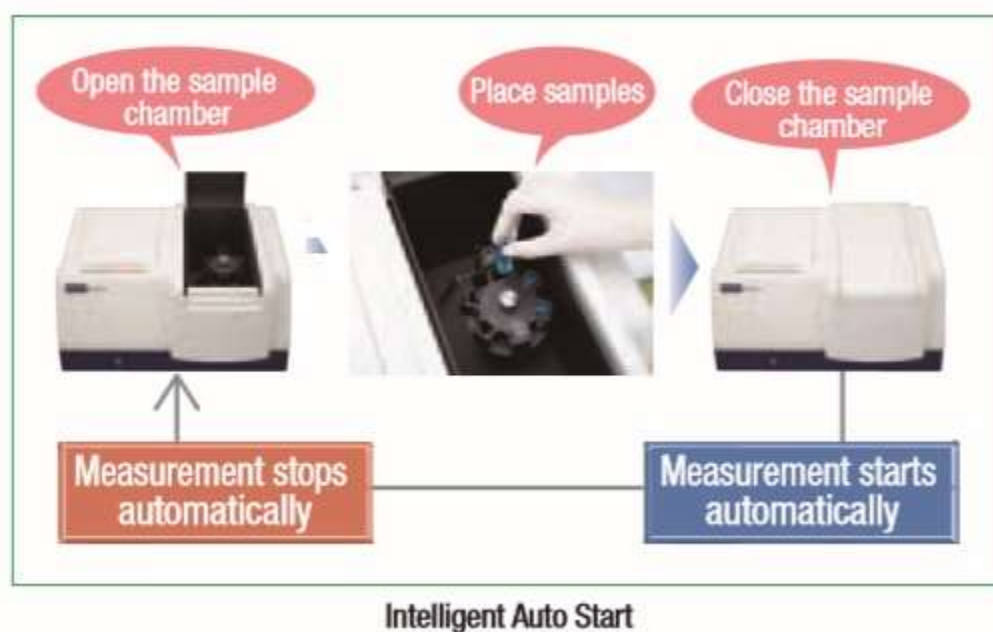 Open the sample
chamber
Place samples
Close the sample
chamber
Measurement stops
automatically
Measurement starts
automatically
Intelligent Auto Start